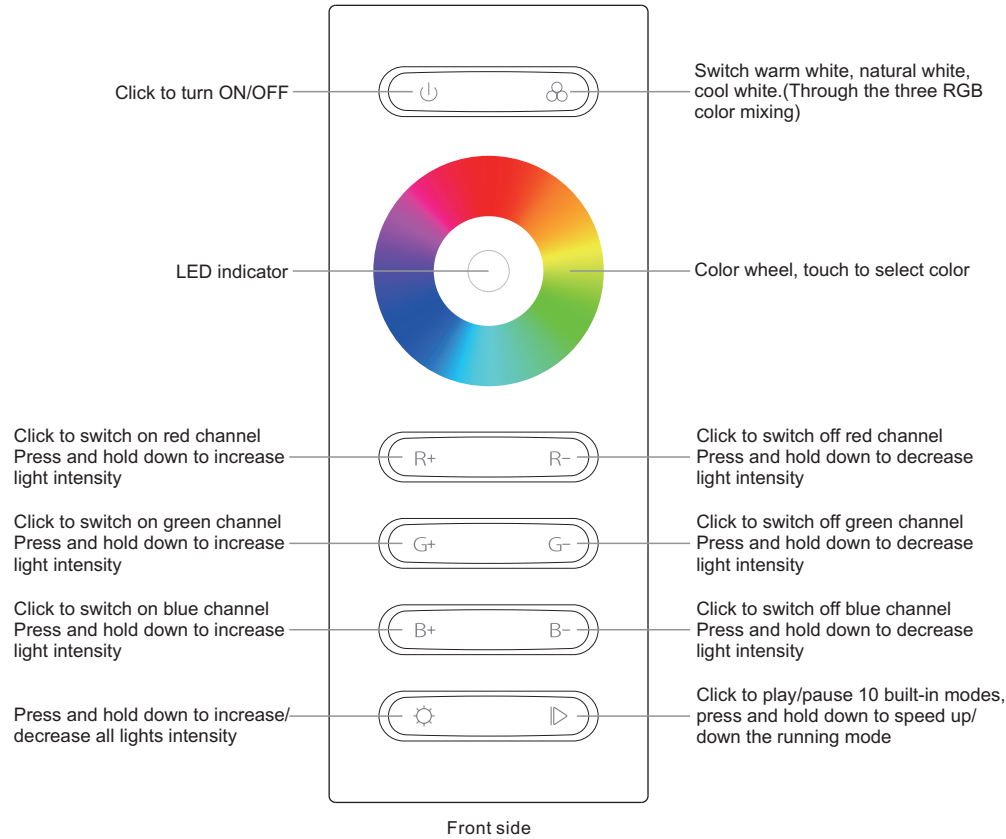 Click to turn ON/OFF
Switch warm white, natural white,
cool white.(Through the three RGB
color mixing)
LED indicator
Color wheel, touch to select color
Click to switch on red channel
Press and hold down to increase
light intensity
R+
R-
Click to switch off red channel
Press and hold down to decrease
light intensity
Click to switch on green channel
Press and hold down to increase
light intensity
G+
G-
Click to switch off green channel
Press and hold down to decrease
light intensity
Click to switch on blue channel
Press and hold down to increase
light intensity
B+
B-
Click to switch off blue channel
Press and hold down to decrease
light intensity
Press and hold down to increase/
decrease all lights intensity
Click to play/pause 10 built-in modes,
press and hold down to speed up/
down the running mode
Front side